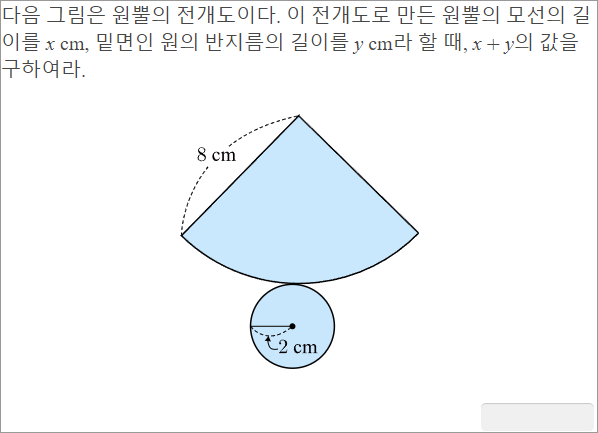 다음 그림은 원뿔의 전개도이다. 이 전개도로 만든 원뿔의 모선의 길
이를 x cm, 밑면인 원의 반지름의 길이를 y cm라 할 때, x + y의 값을
구하여라.
8 cm
2 cm